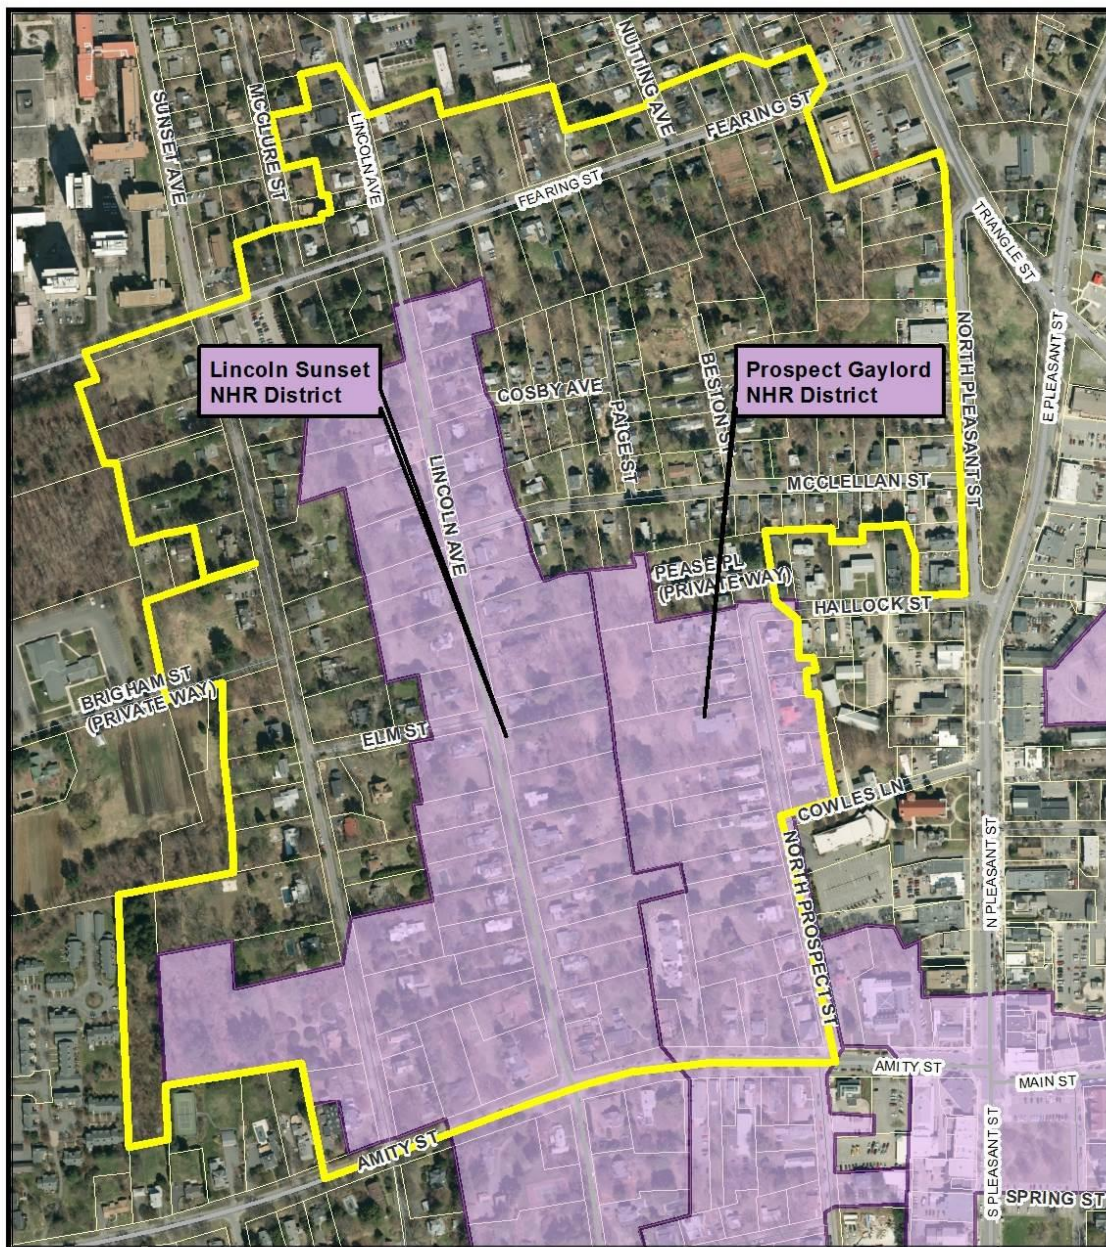 NUTTING AVE
SUNSET AVE
MCCLURE ST
LINCOLN AVE
FEARING ST
FEARING ST
TRIANGLE ST
NORTH PLEASANT ST
E PLEASANT ST
Lincoln Sunset
NHR District
Prospect Gaylord
NHR District
COSBY AVE
PAIGE ST
BESTON ST
LINCOLN AVE
MCCLELLAN ST
PEASE PL
(PRIVATE WAY)
HALLOCK ST
BRIGHAM ST
(PRIVATE WAY)
ELM ST
COWLES LN
NORTH PROSPECT ST
N PLEASANT ST
AMITY ST
MAIN ST
AMITY ST
S PLEASANT ST
SPRING ST